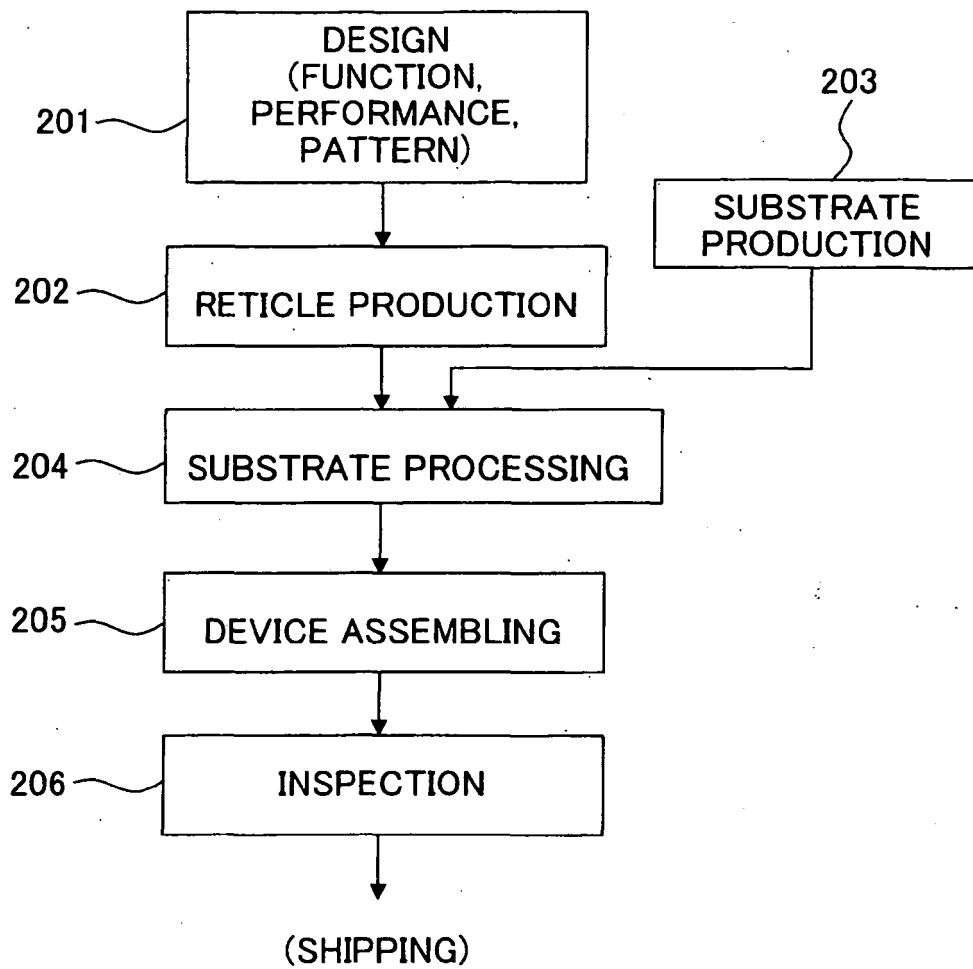 DESIGN
(FUNCTION,
PERFORMANCE,
PATTERN)
201
203
SUBSTRATE
PRODUCTION
202
RETICLE PRODUCTION
204
SUBSTRATE PROCESSING
205
DEVICE ASSEMBLING
206
INSPECTION
(SHIPPING)